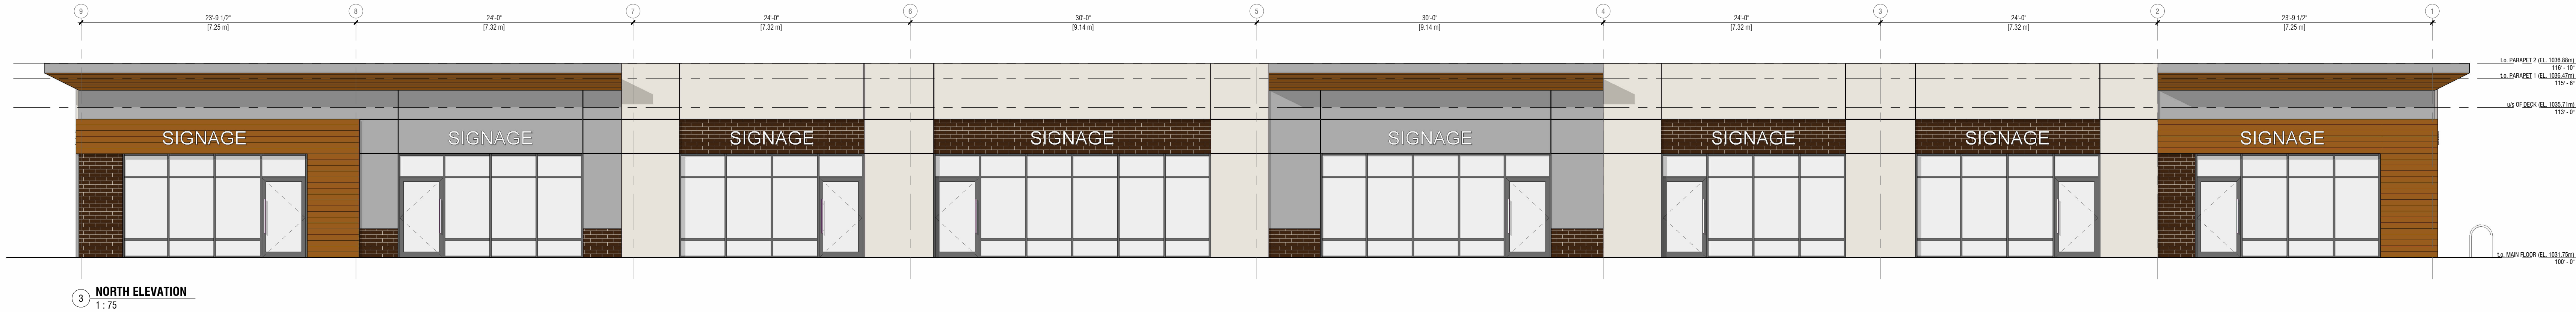 9 8 7 6 5 4 3 2 1
23'-9 1/2" 24'-0" 24'-0" 30'-0" 30'-0" 24'-0" 24'-0" 23'-9 1/2"
[7.25 m] [7.32 m] [7.32 m] [9.14 m] [9.14 m] [7.32 m] [7.32 m] [7.25 m]
t.o. PARAPET 2 (EL. 1036.88m)
116' - 10"
t.o. PARAPET 1 (EL. 1036.47m)
115' - 6"
u/s OF DECK (EL. 1035.71m)
113' - 0"
SIGNAGE SIGNAGE SIGNAGE SIGNAGE SIGNAGE SIGNAGE SIGNAGE SIGNAGE
t.o. MAIN FLOOR (EL. 1031.75m)
100' - 0"
3 NORTH ELEVATION
1 : 75